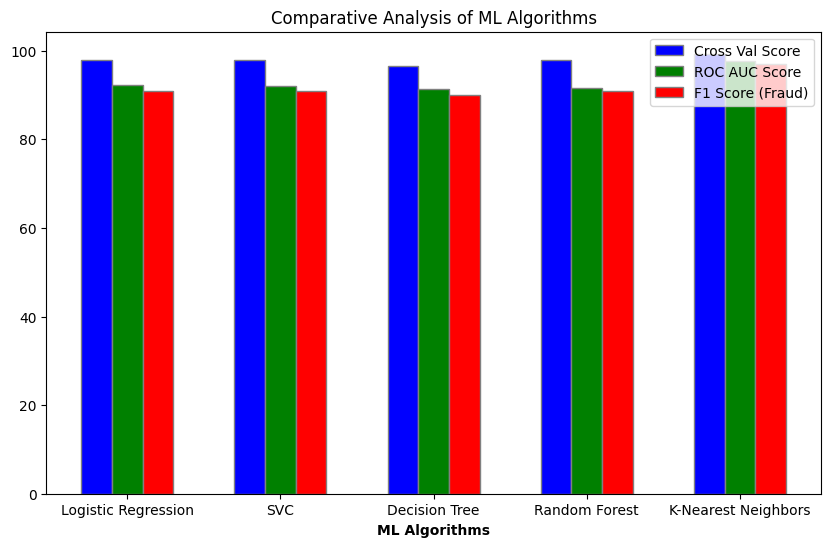 Comparative Analysis of ML Algorithms
Cross Val Score
ROC AUC Score
F1 Score (Fraud)
100
80
60
40
20
0
Logistic Regression SVC Decision Tree Random Forest K-Nearest Neighbors
ML Algorithms